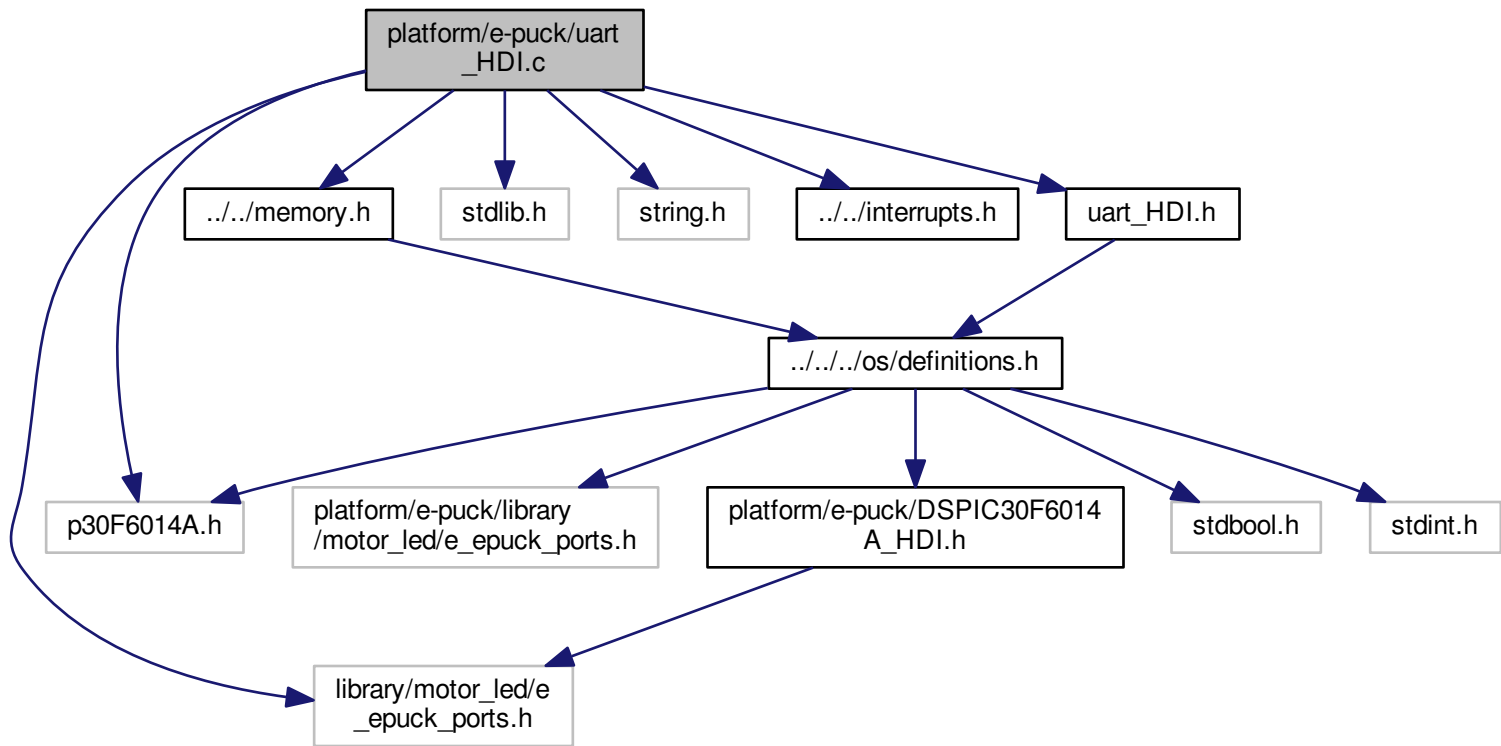 platform/e-puck/uart
_HDI.c
../../memory.h
stdlib.h
string.h
../../interrupts.h
uart_HDI.h
../../../os/definitions.h
p30F6014A.h
platform/e-puck/library
/motor_led/e_epuck_ports.h
platform/e-puck/DSPIC30F6014
A_HDI.h
stdbool.h
stdint.h
library/motor_led/e
_epuck_ports.h